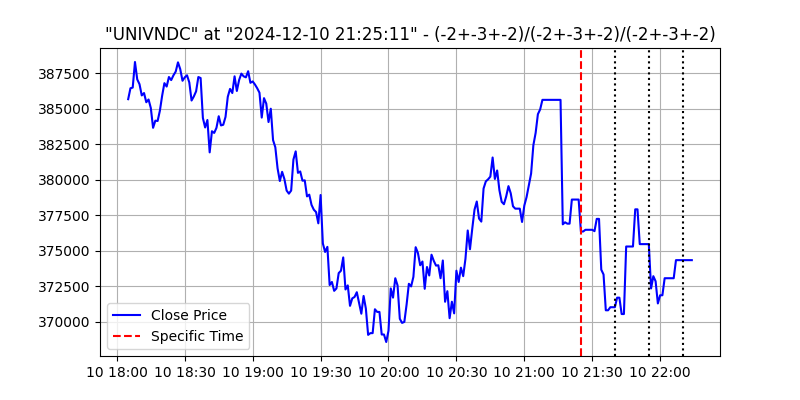 "UNIVNDC" at "2024-12-10 21:25:11" - (-2+-3+-2)/(-2+-3+-2)/(-2+-3+-2)
387500
385000
382500
380000
377500
375000
372500
370000
Close Price
Specific Time
10 18:00 10 18:30 10 19:00 10 19:30 10 20:00 10 20:30 10 21:00 10 21:30 10 22:00